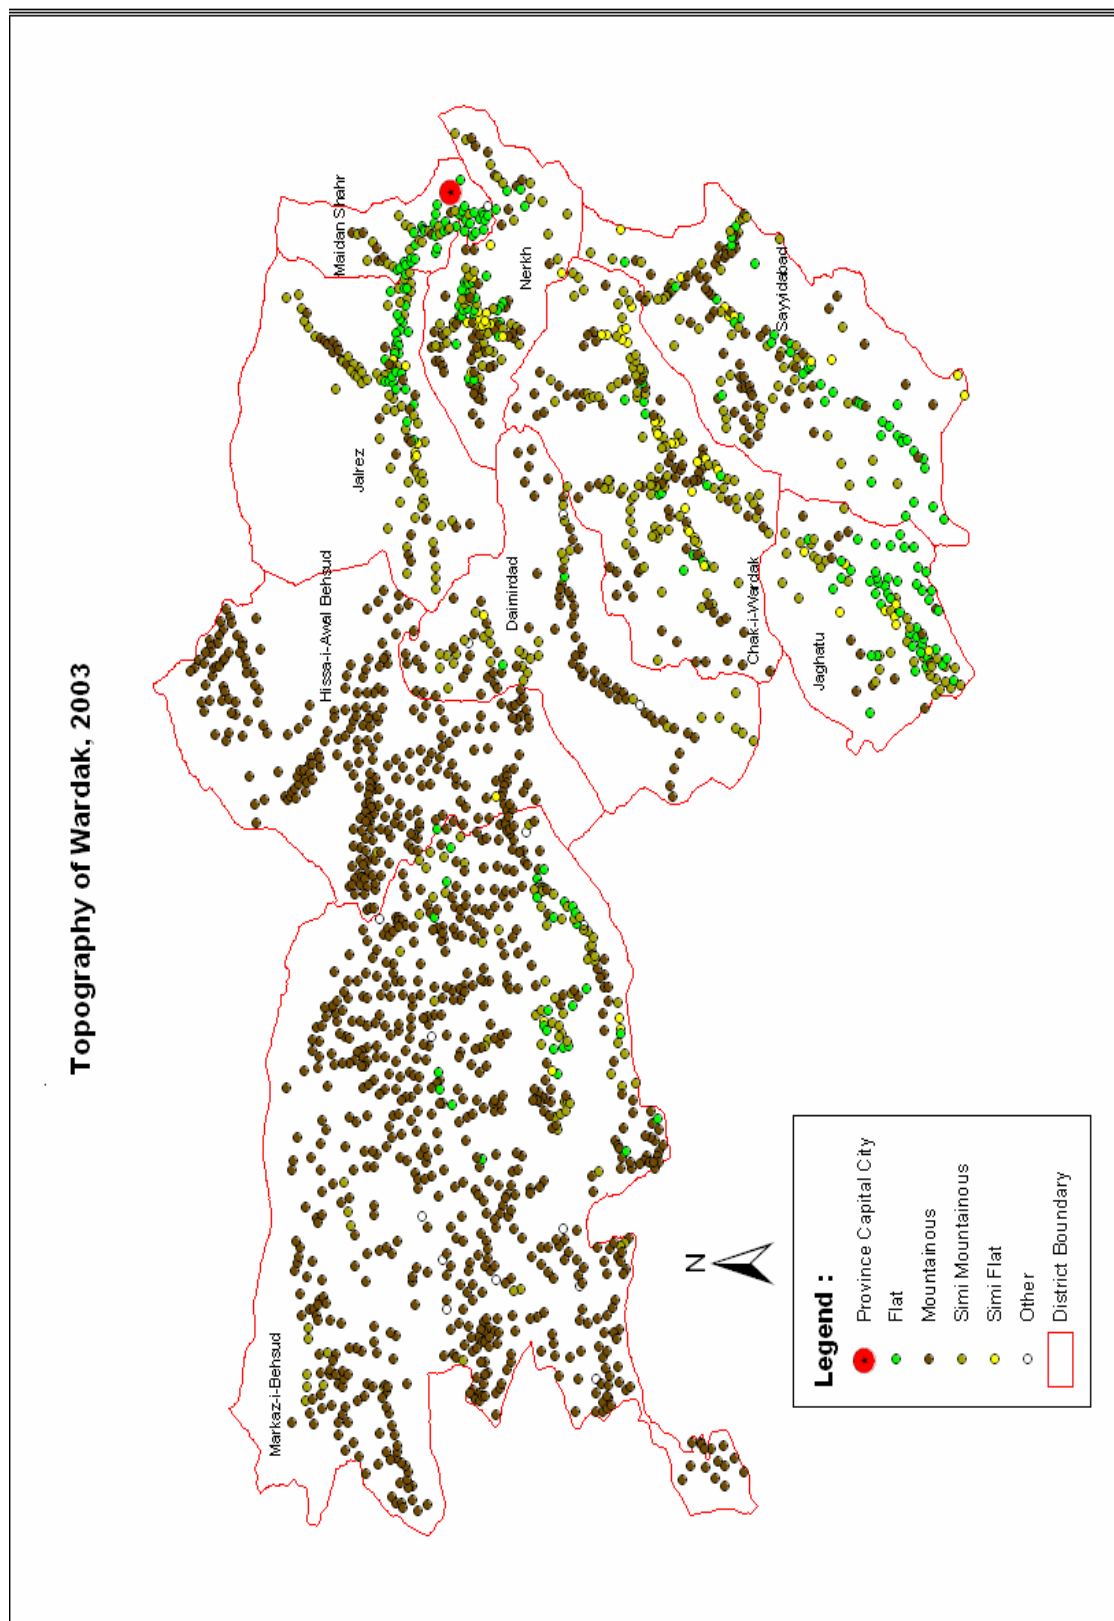 Topography of Wardak, 2003
Maidan Shahr
Nerkh
Sayyidabad
Jalrez
Hissa-i-Awal Behsud
Daimirdad
Chak-i-Wardak
Jaghatu
Markaz-i-Behsud
N
Legend :
Province Capital City
Flat
Mountainous
Simi Mountainous
Simi Flat
Other
District Boundary